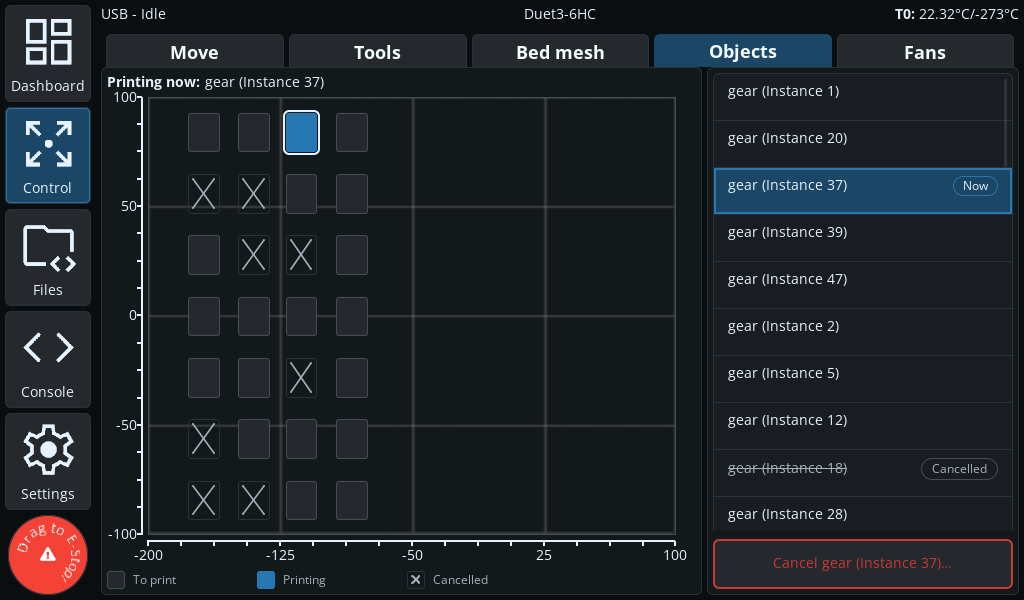 USB - Idle
Duet3-6HC
T0: 22.32°C/-273°C
Dashboard
Control
Files
Console
Settings
Drag to E-Stop!
Move
Tools
Bed mesh
Objects
Fans
Printing now: gear (Instance 37)
100
50
0
-50
-100
-200
-125
-50
25
100
To print
Printing
Cancelled
gear (Instance 1)
gear (Instance 20)
gear (Instance 37) Now
gear (Instance 39)
gear (Instance 47)
gear (Instance 2)
gear (Instance 5)
gear (Instance 12)
gear (Instance 18) Cancelled
gear (Instance 28)
Cancel gear (Instance 37)...